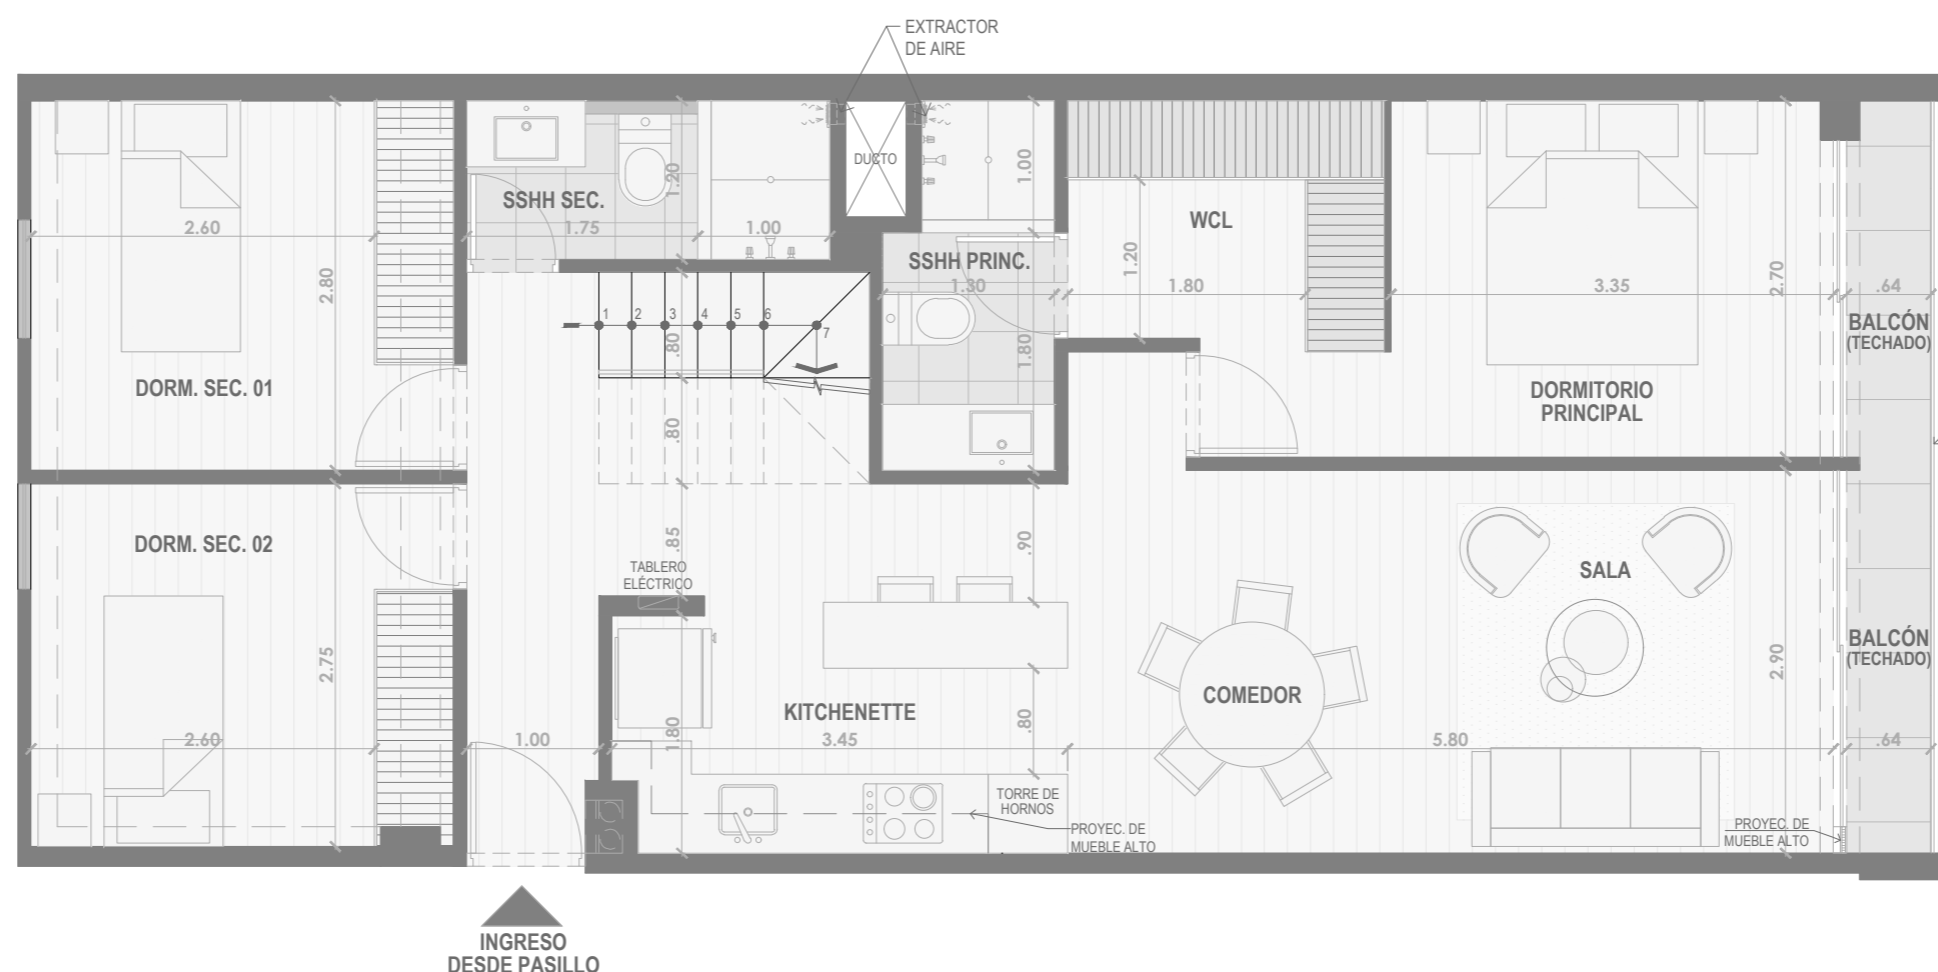 EXTRACTOR
DE AIRE
DUCTO
1.20
1.00
SSHH SEC.
WCL
2.60
1.75
1.00
SSHH PRINC.
1.20
2.80
2.70
1.30
1.80
3.35
.64
1
2
3
4
5
6
7
.80
1.80
BALCÓN
(TECHADO)
DORM. SEC. 01
DORMITORIO
PRINCIPAL
.80
DORM. SEC. 02
.85
.90
TABLERO
ELÉCTRICO
SALA
2.75
2.90
BALCÓN
(TECHADO)
COMEDOR
KITCHENETTE
1.80
.80
2.60
1.00
3.45
5.80
.64
TORRE DE
HORNOS
PROYEC. DE
MUEBLE ALTO
PROYEC. DE
MUEBLE ALTO
INGRESO
DESDE PASILLO